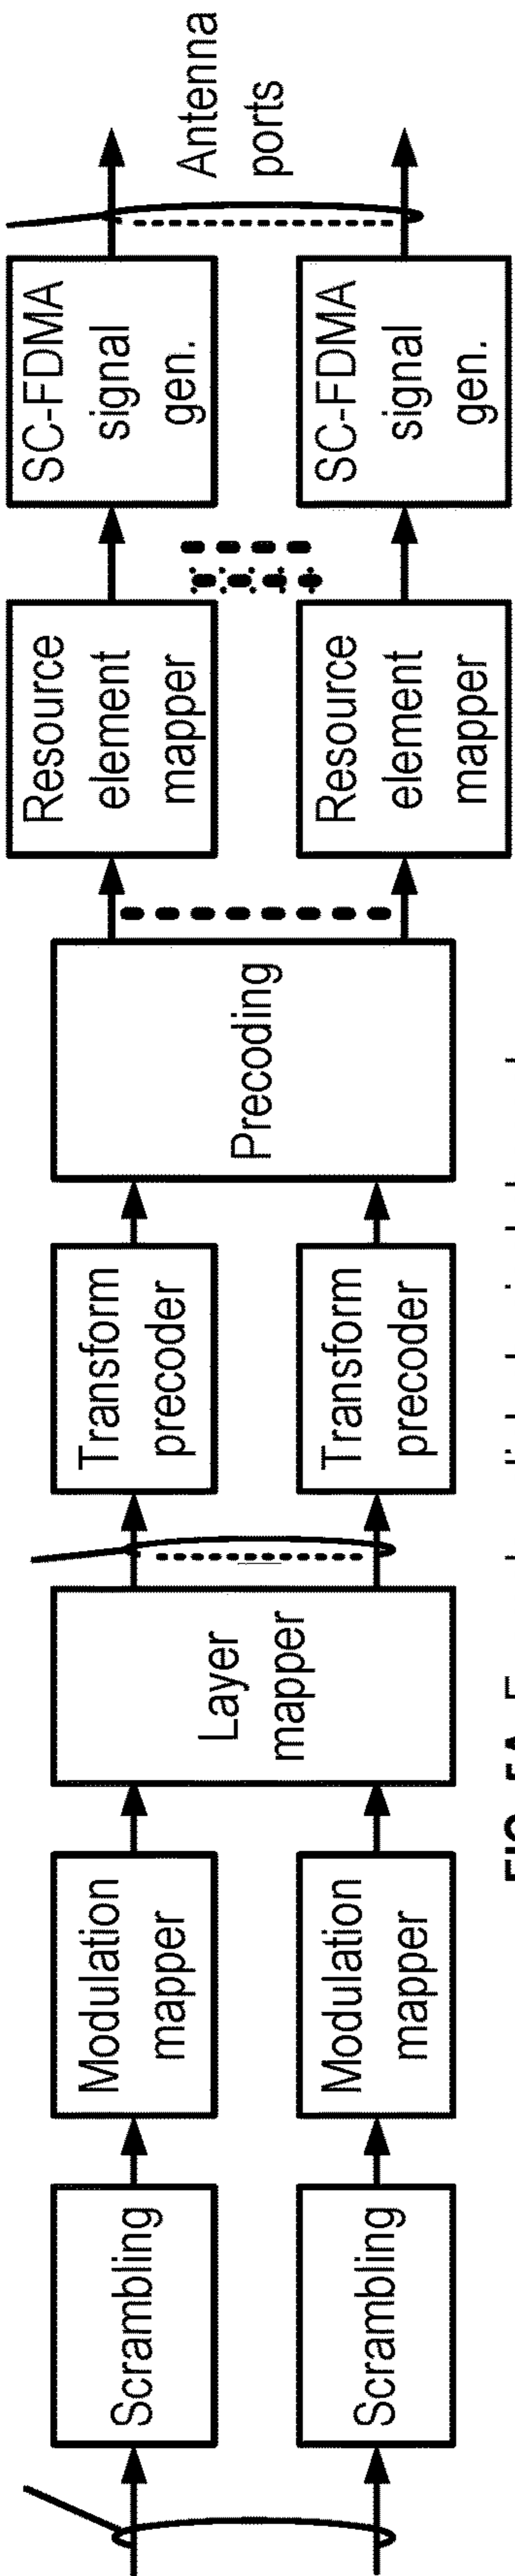 Scrambling
Modulation
mapper
Layer
mapper
Transform
precoder
Precoding
Resource
element
mapper
SC-FDMA
signal
gen.
Antenna
ports
Scrambling
Modulation
mapper
Transform
precoder
Resource
element
mapper
SC-FDMA
signal
gen.